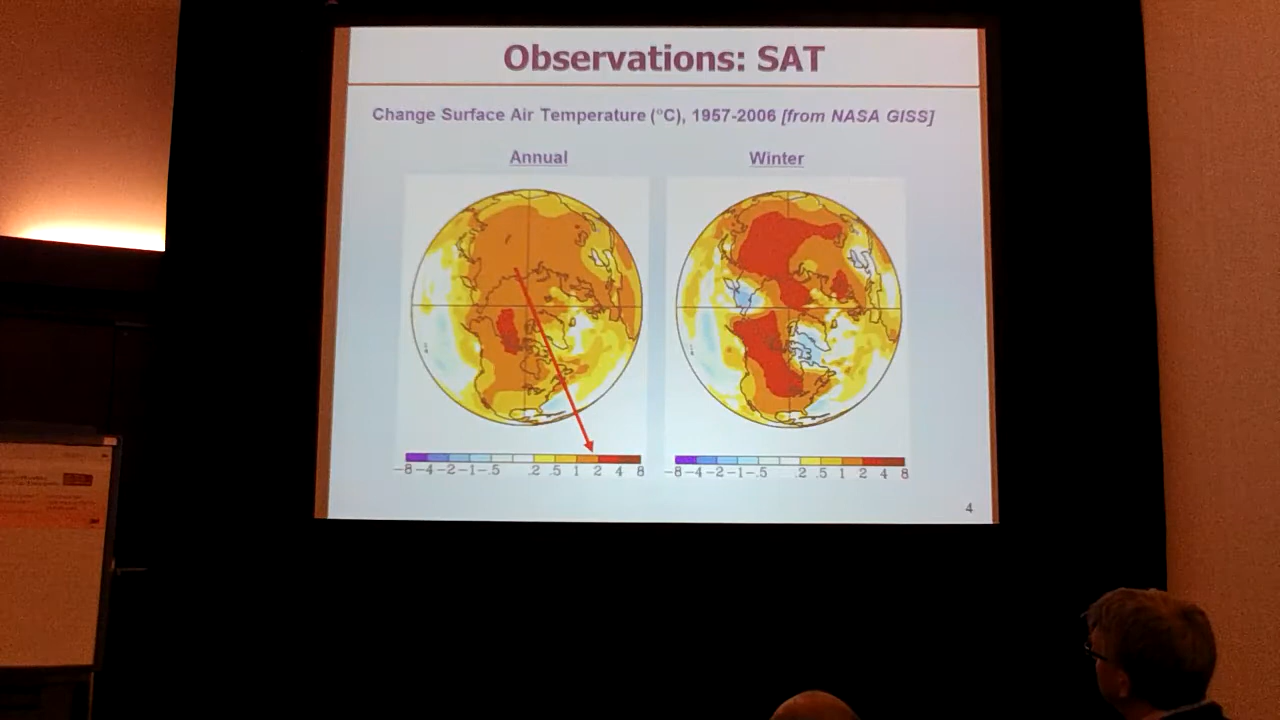 Observations: SAT
Change Surface Air Temperature (°C), 1957-2006 [from NASA GISS]
Annual
Winter
−8 −4 −2 −1 −.5 .2 .5 1 2 4 8
−8 −4 −2 −1 −.5 .2 .5 1 2 4 8
4